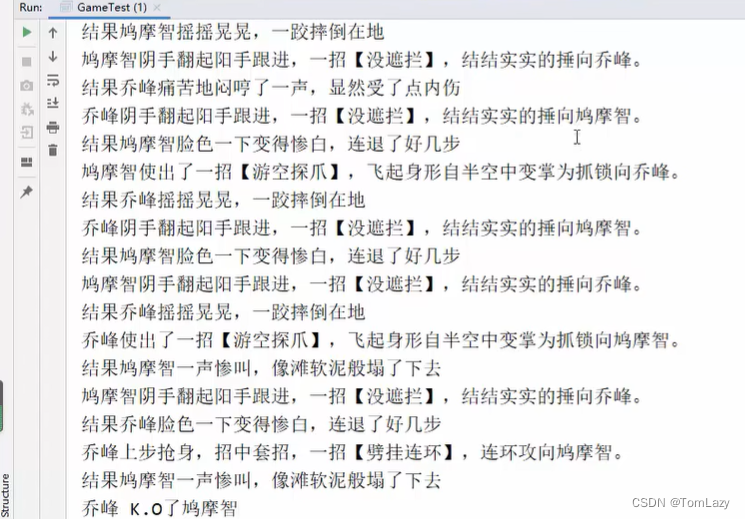 Run:
GameTest (1)
结果鸠摩智摇摇晃晃，一跤摔倒在地
鸠摩智阴手翻起阳手跟进，一招【没遮拦】，结结实实的捶向乔峰。
结果乔峰痛苦地闷哼了一声，显然受了点内伤
乔峰阴手翻起阳手跟进，一招【没遮拦】，结结实实的捶向鸠摩智。
结果鸠摩智脸色一下变得惨白，连退了好几步
鸠摩智使出了一招【游空探爪】，飞起身形自半空中变掌为抓锁向乔峰。
结果乔峰摇摇晃晃，一跤摔倒在地
乔峰阴手翻起阳手跟进，一招【没遮拦】，结结实实的捶向鸠摩智。
结果鸠摩智脸色一下变得惨白，连退了好几步
鸠摩智阴手翻起阳手跟进，一招【没遮拦】，结结实实的捶向乔峰。
结果乔峰摇摇晃晃，一跤摔倒在地
乔峰使出了一招【游空探爪】，飞起身形自半空中变掌为抓锁向鸠摩智。
结果鸠摩智一声惨叫，像滩软泥般塌了下去
鸠摩智阴手翻起阳手跟进，一招【没遮拦】，结结实实的捶向乔峰。
结果乔峰脸色一下变得惨白，连退了好几步
乔峰上步抢身，招中套招，一招【劈挂连环】，连环攻向鸠摩智。
结果鸠摩智一声惨叫，像滩软泥般塌了下去
乔峰 K.O了鸠摩智
Structure
CSDN @TomLazy